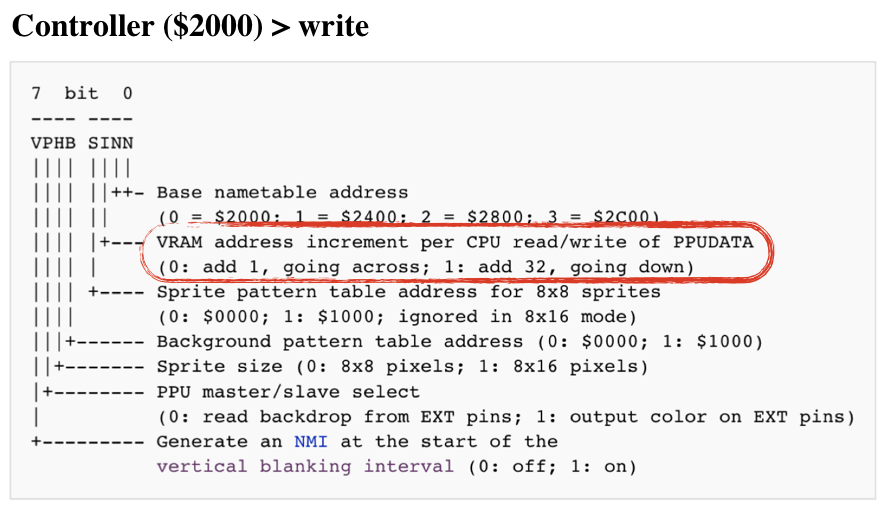 Controller ($2000) > write
7  bit  0
---- ----
VPHB SINN
|||| ||||
|||| ||++- Base nametable address
|||| ||    (0 = $2000; 1 = $2400; 2 = $2800; 3 = $2C00)
|||| |+--- VRAM address increment per CPU read/write of PPUDATA
|||| |     (0: add 1, going across; 1: add 32, going down)
|||| +---- Sprite pattern table address for 8x8 sprites
||||       (0: $0000; 1: $1000; ignored in 8x16 mode)
|||+------ Background pattern table address (0: $0000; 1: $1000)
||+------- Sprite size (0: 8x8 pixels; 1: 8x16 pixels)
|+-------- PPU master/slave select
|          (0: read backdrop from EXT pins; 1: output color on EXT pins)
+--------- Generate an NMI at the start of the
           vertical blanking interval (0: off; 1: on)